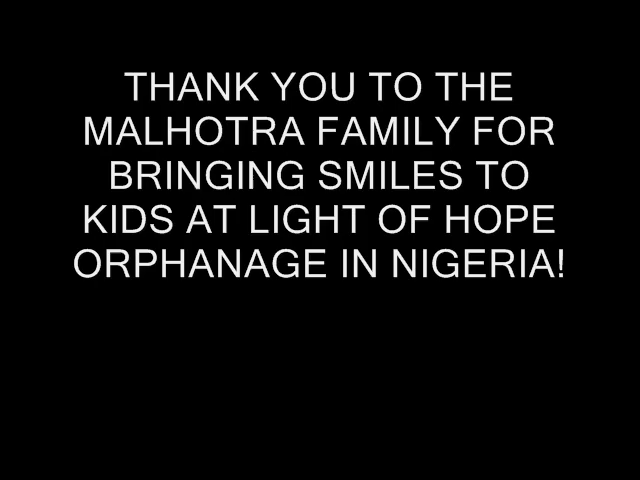 THANK YOU TO THE
MALHOTRA FAMILY FOR
BRINGING SMILES TO
KIDS AT LIGHT OF HOPE
ORPHANAGE IN NIGERIA!